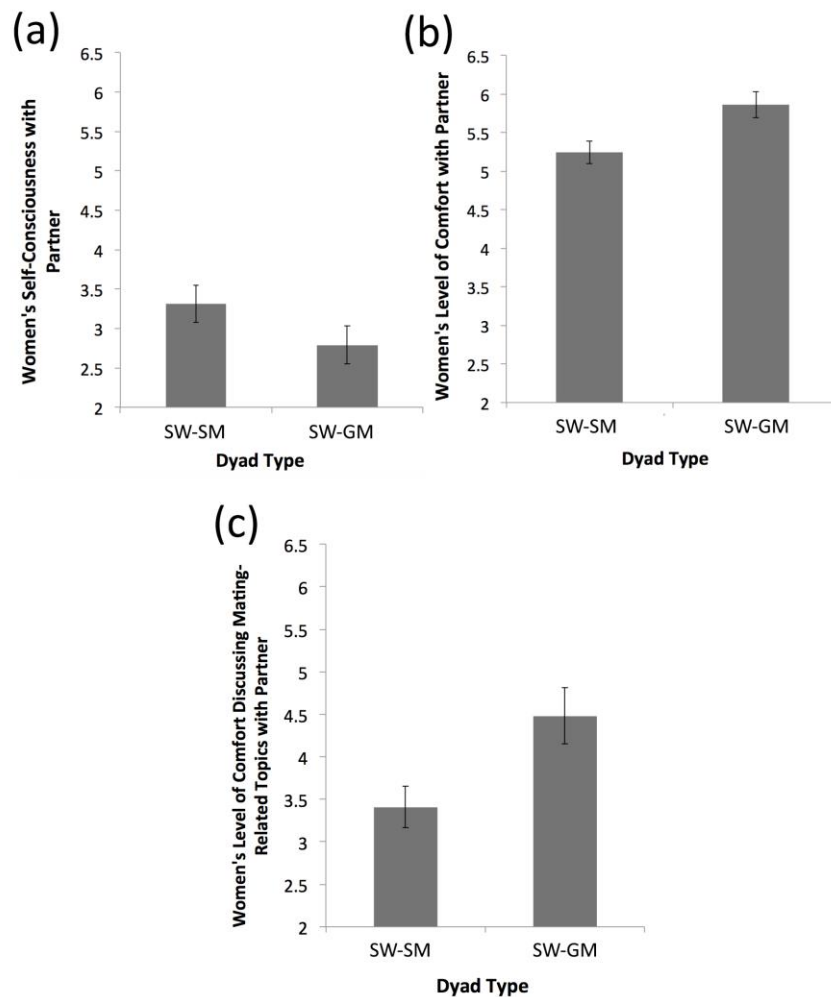 (a)
Women's Self-Consciousness with
Partner
6.5
6
5.5
5
4.5
4
3.5
3
2.5
2
SW-SM
SW-GM
Dyad Type
(b)
Women's Level of Comfort with Partner
6.5
6
5.5
5
4.5
4
3.5
3
2.5
2
SW-SM
SW-GM
Dyad Type
(c)
Women's Level of Comfort Discussing Mating-
Related Topics with Partner
6.5
6
5.5
5
4.5
4
3.5
3
2.5
2
SW-SM
SW-GM
Dyad Type